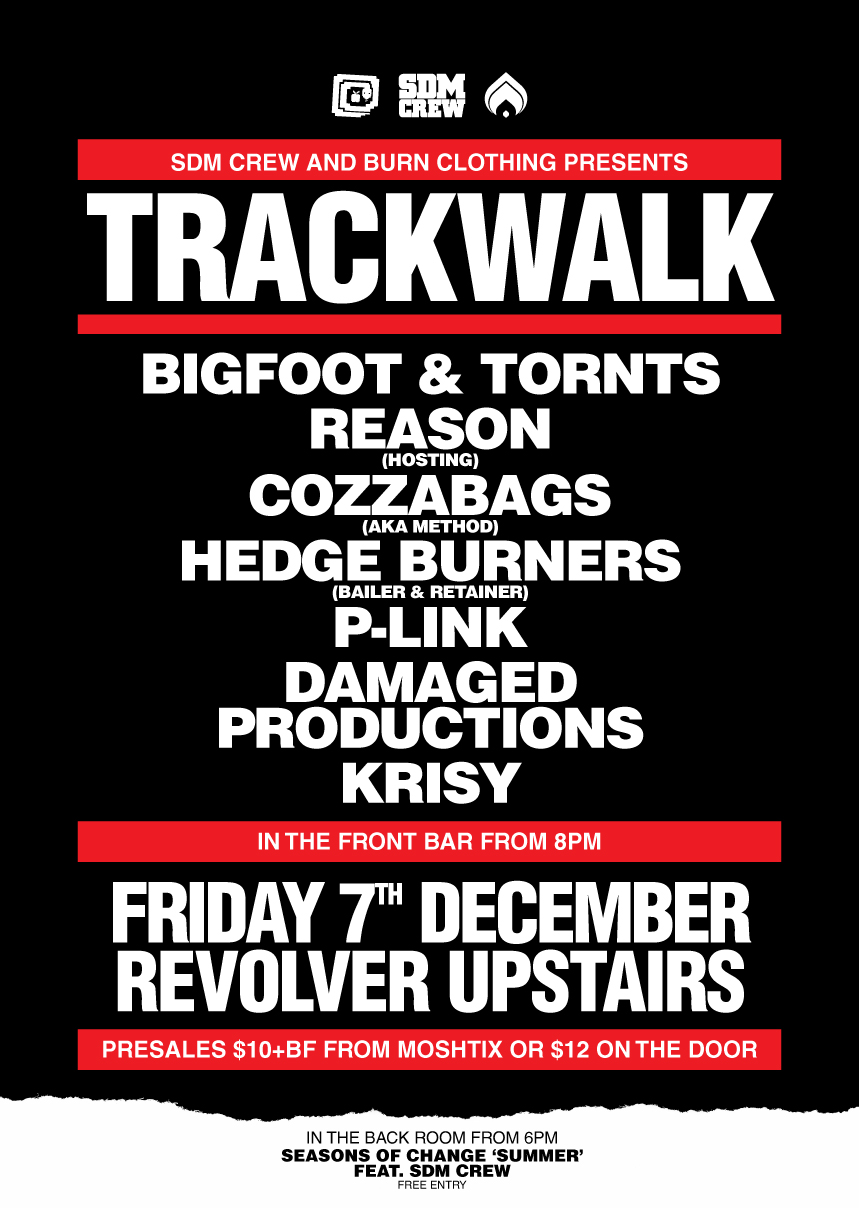 SDM
CREW
SDM CREW AND BURN CLOTHING PRESENTS
TRACKWALK
BIGFOOT & TORNTS
REASON
(HOSTING)
COZZABAGS
(AKA METHOD)
HEDGE BURNERS
(BAILER & RETAINER)
P-LINK
DAMAGED
PRODUCTIONS
KRISY
IN THE FRONT BAR FROM 8PM
FRIDAY 7TH DECEMBER
REVOLVER UPSTAIRS
PRESALES $10+BF FROM MOSHTIX OR $12 ON THE DOOR
IN THE BACK ROOM FROM 6PM
SEASONS OF CHANGE ‘SUMMER’
FEAT. SDM CREW
FREE ENTRY